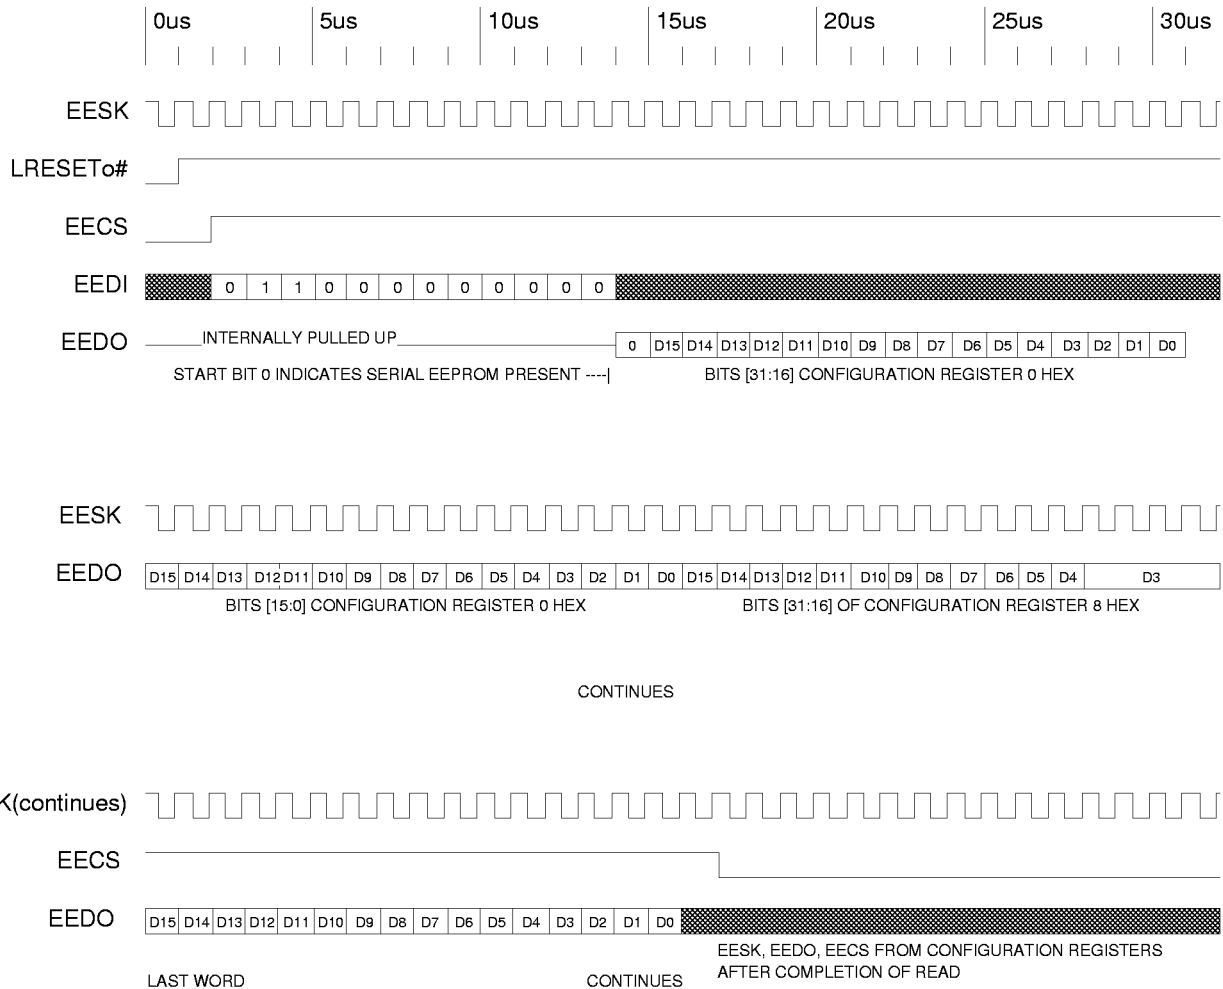 0us 5us 10us 15us 20us 25us 30us
EESK
LRESETo#
EECS
EEDI 0 1 1 0 0 0 0 0 0 0 0 0
EEDO INTERNALLY PULLED UP 0 D15 D14 D13 D12 D11 D10 D9 D8 D7 D6 D5 D4 D3 D2 D1 D0
START BIT 0 INDICATES SERIAL EEPROM PRESENT ----| BITS [31:16] CONFIGURATION REGISTER 0 HEX
EESK
EEDO D15 D14 D13 D12 D11 D10 D9 D8 D7 D6 D5 D4 D3 D2 D1 D0 D15 D14 D13 D12 D11 D10 D9 D8 D7 D6 D5 D4 D3
BITS [15:0] CONFIGURATION REGISTER 0 HEX BITS [31:16] OF CONFIGURATION REGISTER 8 HEX
CONTINUES
K(continues)
EECS
EEDO D15 D14 D13 D12 D11 D10 D9 D8 D7 D6 D5 D4 D3 D2 D1 D0
EESK, EEDO, EECS FROM CONFIGURATION REGISTERS
AFTER COMPLETION OF READ
LAST WORD CONTINUES